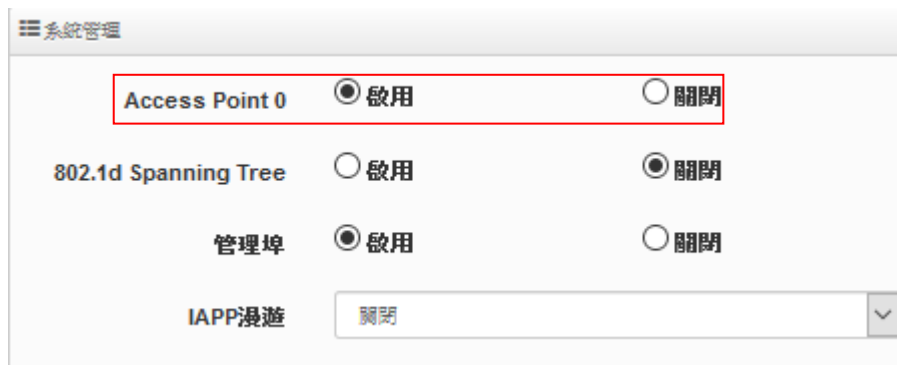 系統管理
Access Point 0 啟用 關閉
802.1d Spanning Tree 啟用 關閉
管理埠 啟用 關閉
IAPP漫遊 關閉